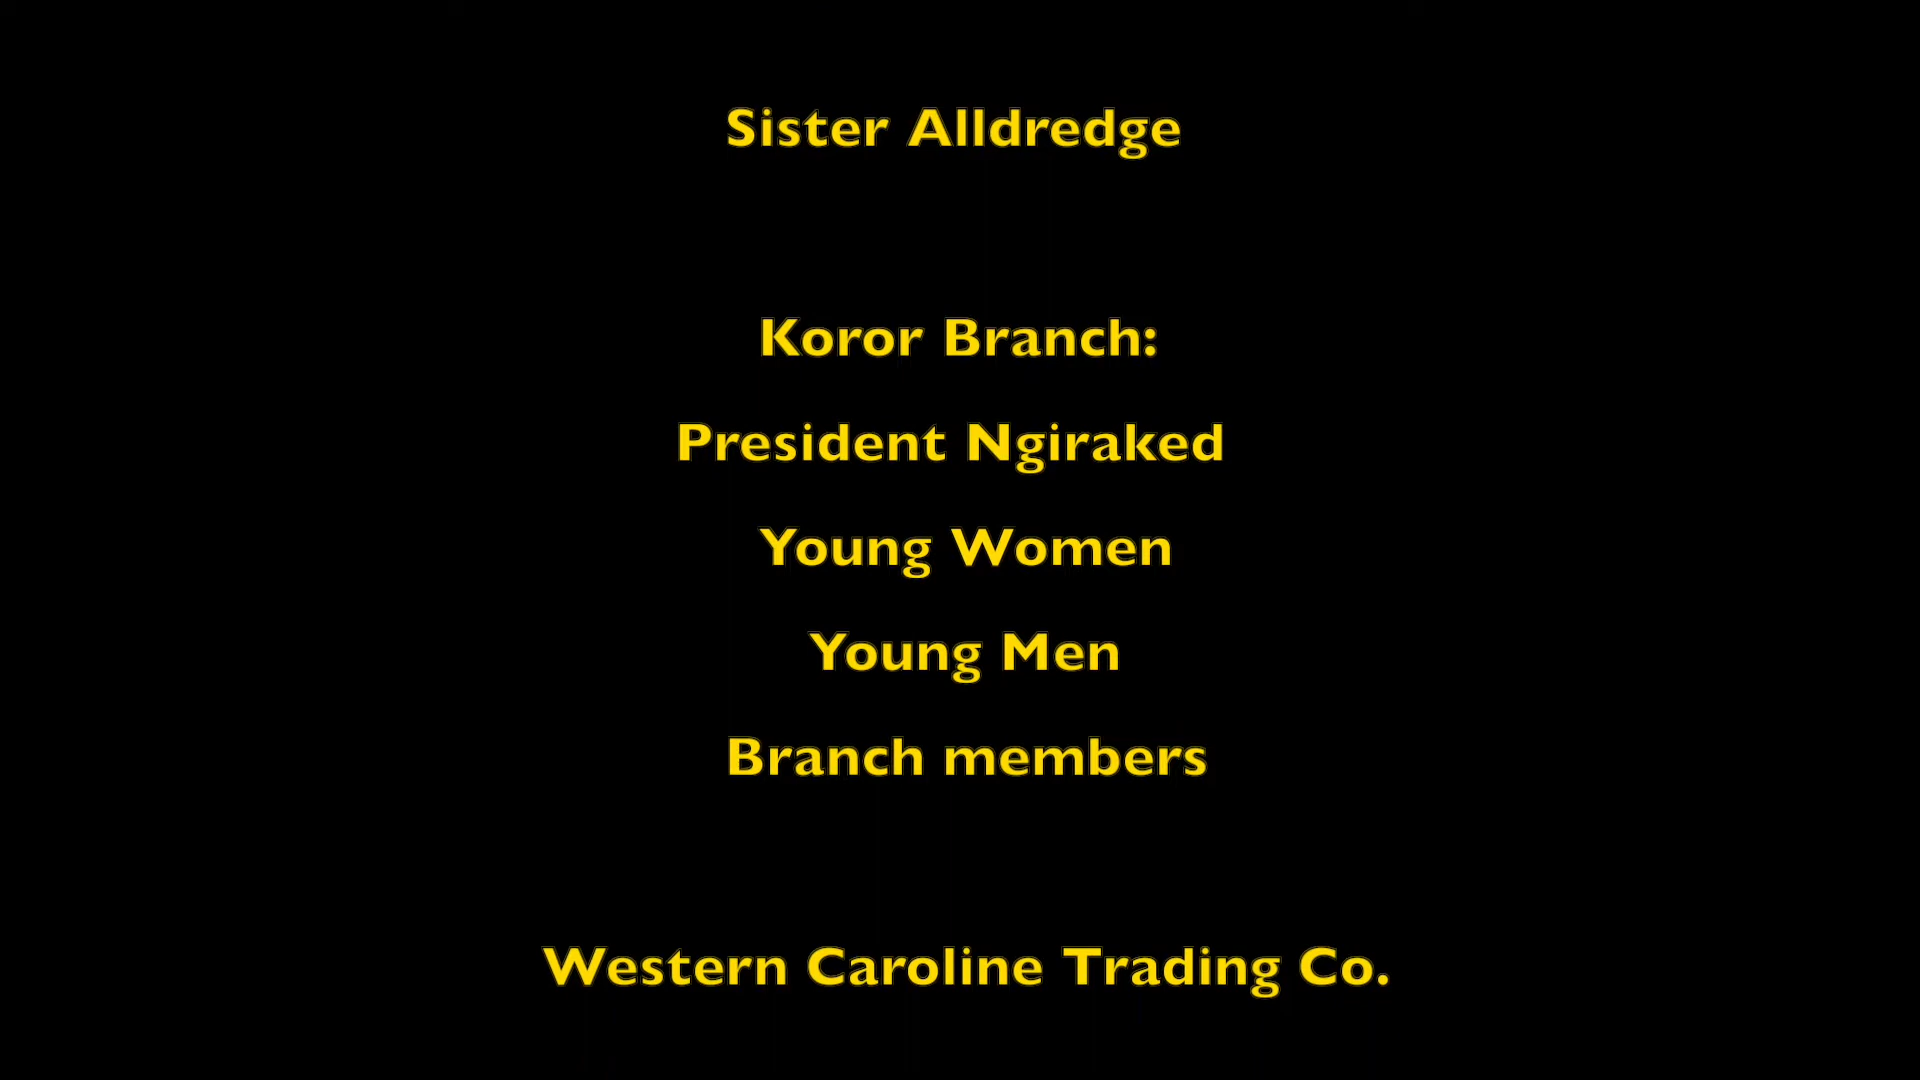 Sister Alldredge
Koror Branch:
President Ngiraked
Young Women
Young Men
Branch members
Western Caroline Trading Co.